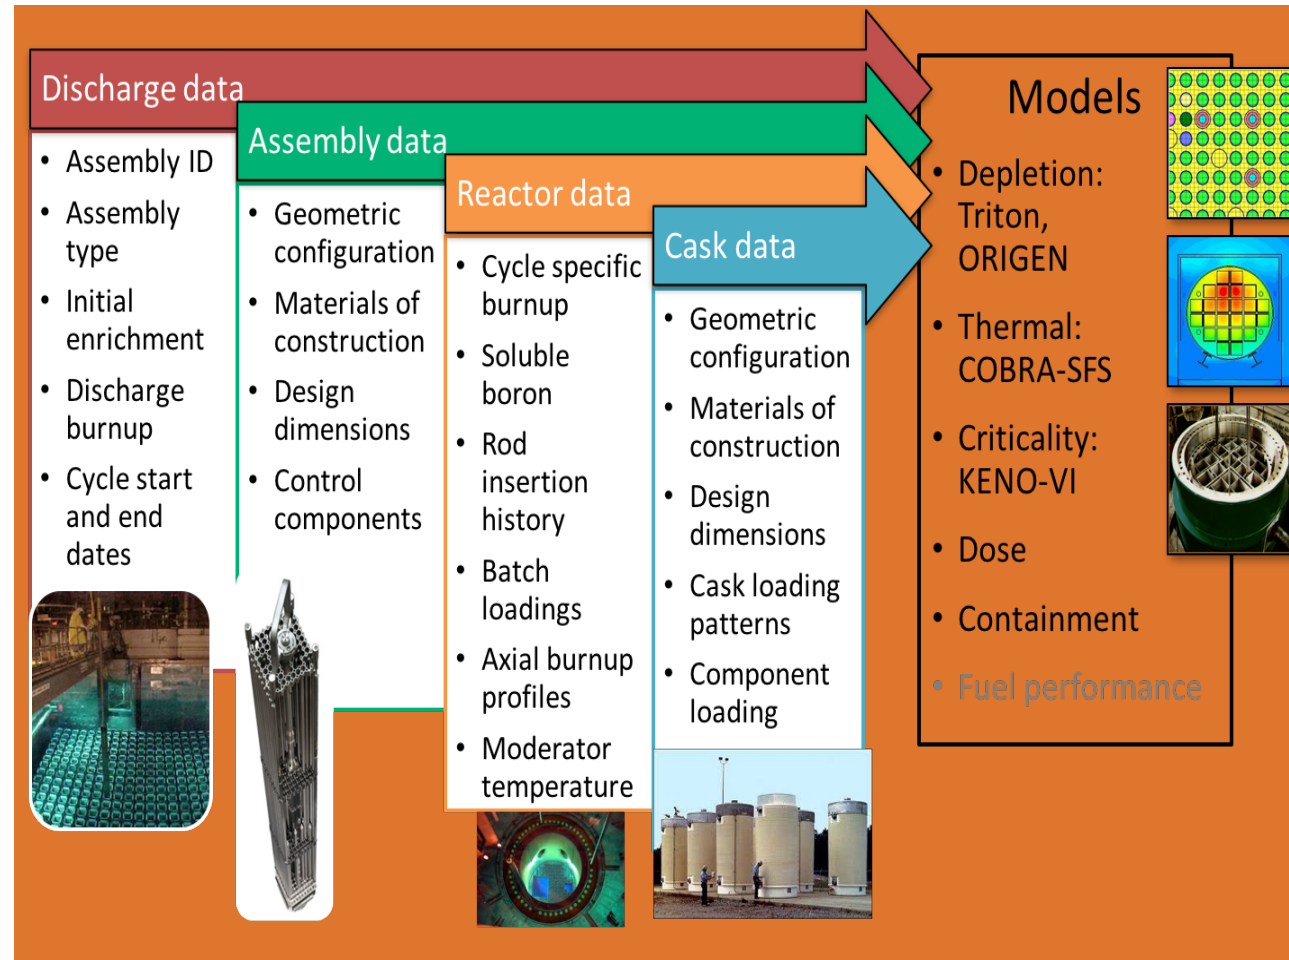 Discharge data
• Assembly ID
• Assembly
type
• Initial
enrichment
• Discharge
burnup
• Cycle start
and end
dates
Assembly data
• Geometric
configuration
• Materials of
construction
• Design
dimensions
• Control
components
Reactor data
• Cycle specific
burnup
• Soluble
boron
• Rod
insertion
history
• Batch
loadings
• Axial burnup
profiles
• Moderator
temperature
Cask data
• Geometric
configuration
• Materials of
construction
• Design
dimensions
• Cask loading
patterns
• Component
loading
Models
• Depletion:
Triton,
ORIGEN
• Thermal:
COBRA-SFS
• Criticality:
KENO-VI
• Dose
• Containment
• Fuel performance